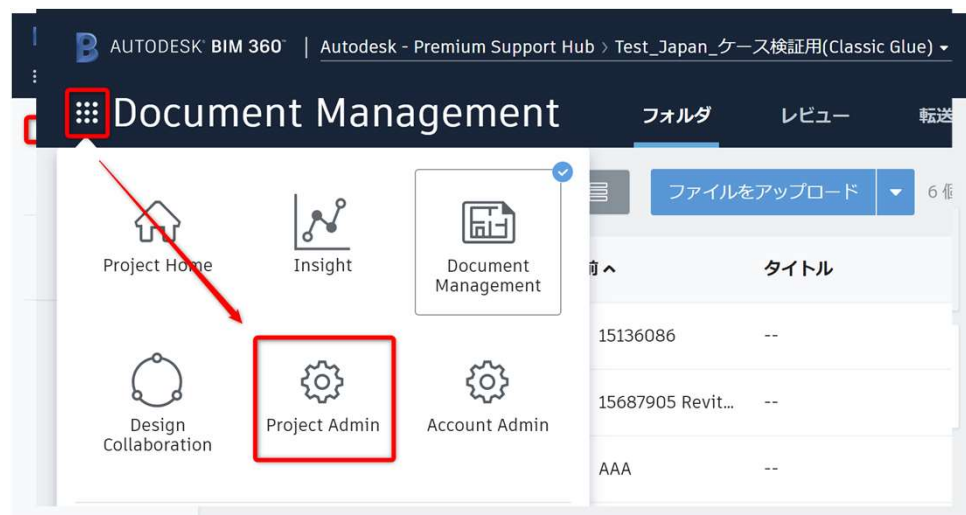 AUTODESK® BIM 360™ | Autodesk - Premium Support Hub > Test_Japan_ケース検証用(Classic Glue)
Document Management フォルダ レビュー 転送
ファイルをアップロード 6 個
Project Home Insight Document Management
前 タイトル
15136086 --
15687905 Revit... --
Design Collaboration Project Admin Account Admin
AAA --